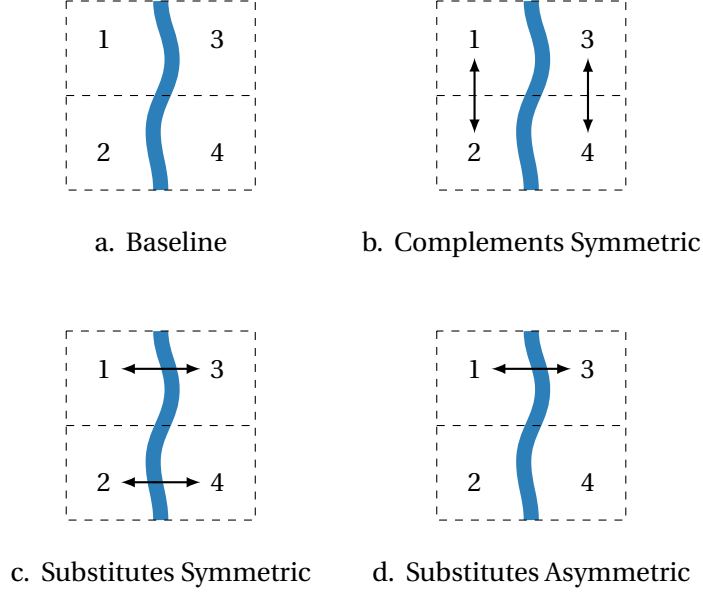 1 3
2 4
a. Baseline
1 3
2 4
b. Complements Symmetric
1 3
2 4
c. Substitutes Symmetric
1 3
2 4
d. Substitutes Asymmetric